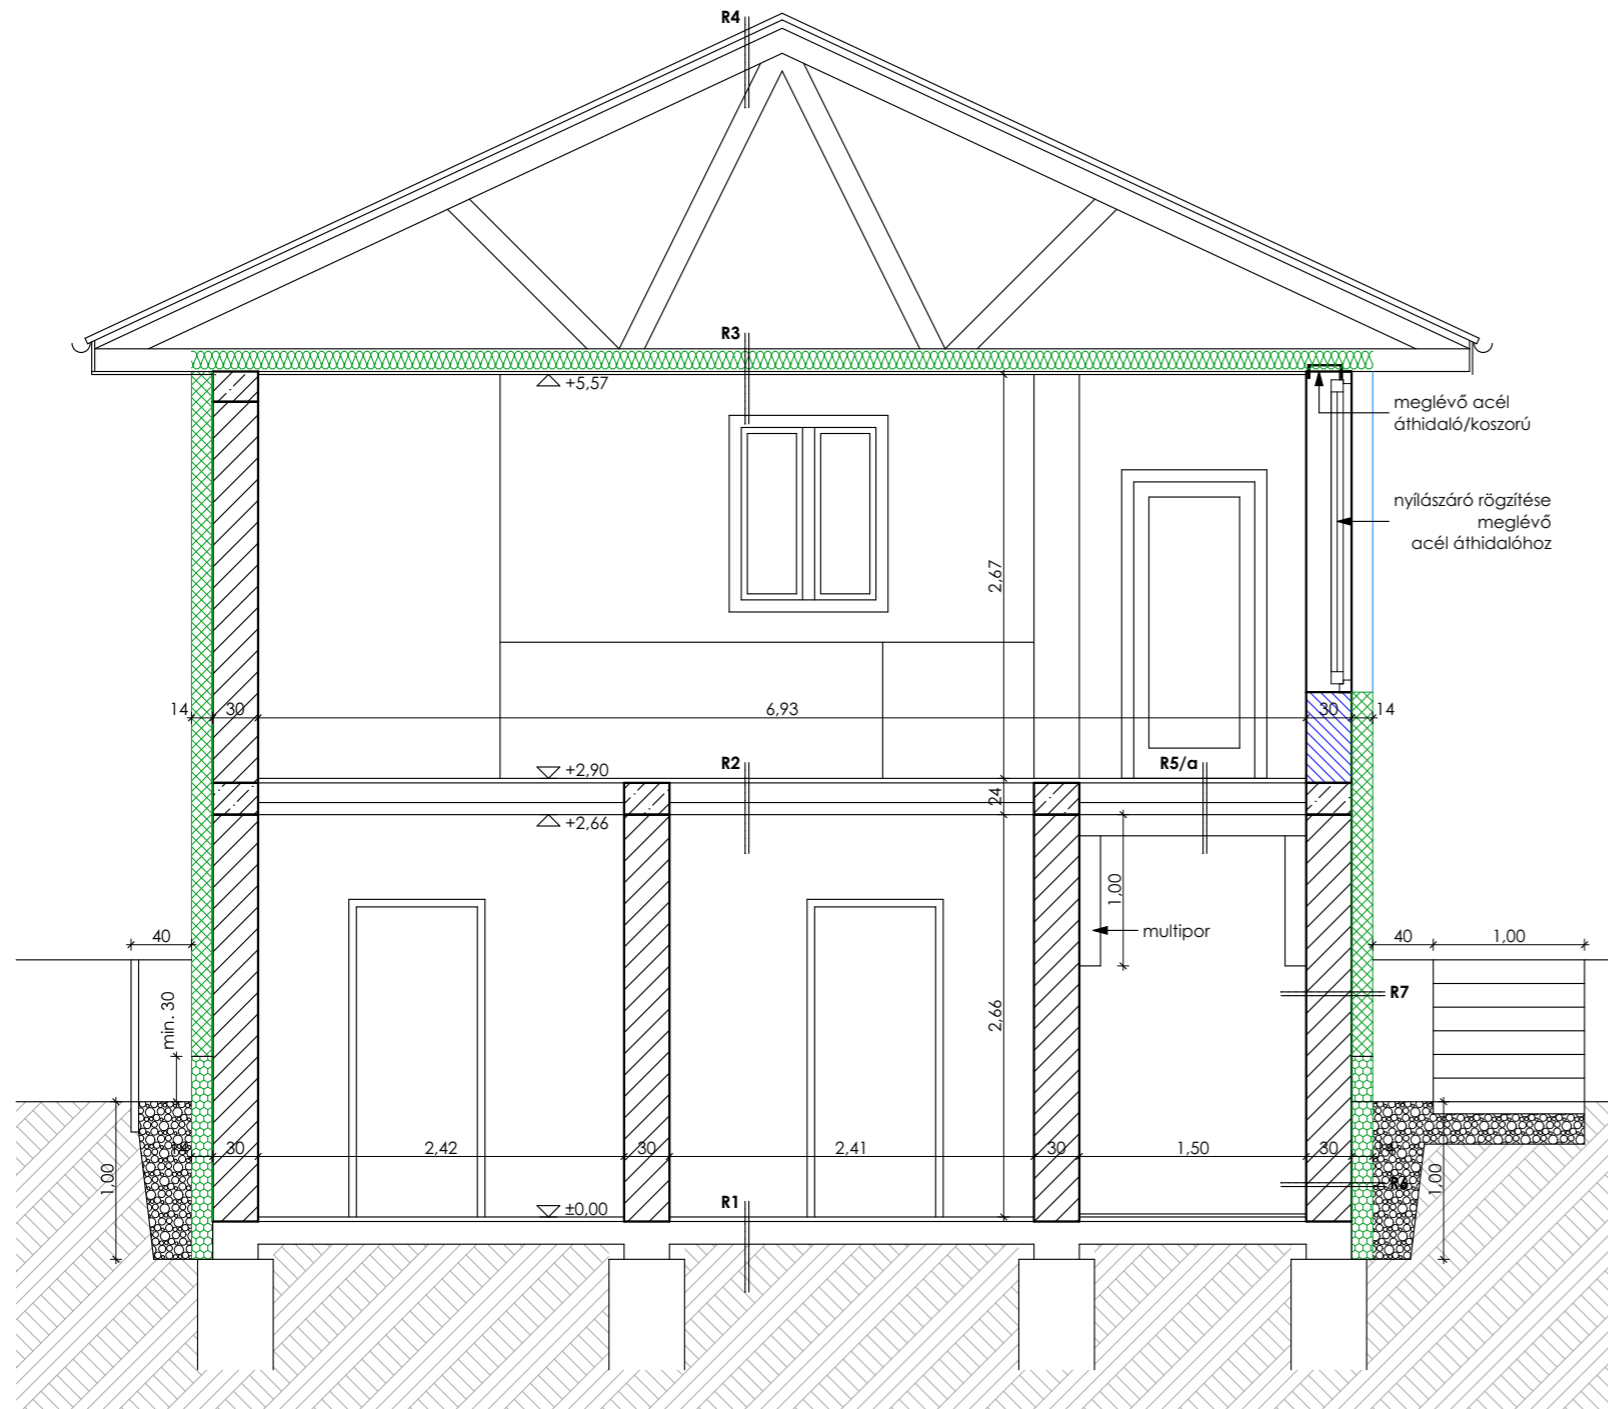 R4
R3
+5,57
meglévő acél
áthidaló/koszorú
nyílászáró rögzítése
meglévő
acél áthidalóhoz
2,67
14
30
6,93
30
14
+2,90
R2
R5/a
24
+2,66
1,00
multipor
40
40
1,00
min. 30
2,66
R7
1,00
14
30
2,42
30
2,41
30
1,50
30
1,00
R6
±0,00
R1